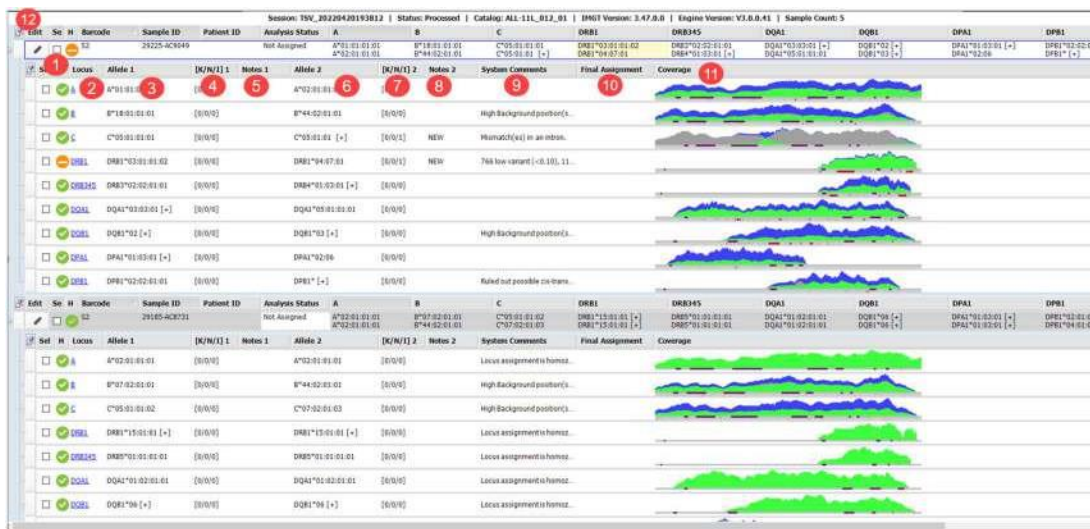 Session: TSV_20220420193812 | Status: Processed | Catalog: ALL-11L_012_01 | IMGT Version: 3.47.0.0 | Engine Version: V3.0.0.41 | Sample Count: 5
12 Edit Se H Barcode Sample ID Patient ID Analysis Status A B C DRB1 DRB345 DQA1 DQB1 DPA1 DPB1
S2 29225-AC9049 Not Assigned A*01:01:01:01 B*18:01:01:01 C*05:01:01:01 DRB1*03:01:01:02 DRB3*02:02:01:01 DQA1*03:03:01 [+] DQB1*02 [+] DPA1*01:03:01 [+]
A*02:01:01:01 B*44:02:01:01 C*05:01:01 [+] DRB1*04:07:01 DRB4*01:03:01 [+] DQA1*05:01:01:01 DQB1*03 [+] DPA1*02:06 DPB1* [+]
1
Locus Allele 1 [K/N/I] 1 Notes 1 Allele 2 [K/N/I] 2 Notes 2 System Comments Final Assignment Coverage
2 3 4 5 6 7 8 9 10 11
A
B B*18:01:01:01 [0/0/0] B*44:02:01:01 [0/0/0] High Background position(s...
C C*05:01:01:01 [0/0/0] C*05:01:01 [+] [0/0/1] NEW Mismatch(es) in an intron.
DRB1 DRB1*03:01:01:02 [0/0/0] DRB1*04:07:01 [0/0/1] NEW 766 low variant (<0.10), 11...
DRB345 DRB3*02:02:01:01 [0/0/0] DRB4*01:03:01 [+] [0/0/0]
DQA1 DQA1*03:03:01 [+] [0/0/0] DQA1*05:01:01:01 [0/0/0]
DQB1 DQB1*02 [+] [0/0/0] DQB1*03 [+] [0/0/0] High Background position(s...
DPA1 DPA1*01:03:01 [+] [0/0/0] DPA1*02:06 [0/0/0]
DPB1 DPB1*02:02:01:01 [0/0/0] DPB1* [+] [0/0/0] Ruled out possible cis-trans...
Edit Se H Barcode Sample ID Patient ID Analysis Status A B C DRB1 DRB345 DQA1 DQB1 DPA1 DPB1
S2 29185-AC8731 Not Assigned A*02:01:01:01 B*07:02:01:01 C*05:01:01:02 DRB1*15:01:01 [+] DRB5*01:01:01:01 DQA1*01:02:01:01 DQB1*06 [+] DPA1*01:03:01 [+]
A*02:01:01:01 B*44:02:01:01 C*07:02:01:03 DRB1*15:01:01 [+] DRB5*01:01:01:01 DQA1*01:02:01:01 DQB1*06 [+] DPA1*01:03:01 [+]
Sel H Locus Allele 1 [K/N/I] 1 Notes 1 Allele 2 [K/N/I] 2 Notes 2 System Comments Final Assignment Coverage
A A*02:01:01:01 [0/0/0] A*02:01:01:01 [0/0/0] Locus assignment is homoz...
B B*07:02:01:01 [0/0/0] B*44:02:01:01 [0/0/0] High Background position(s...
C C*05:01:01:02 [0/0/0] C*07:02:01:03 [0/0/0] High Background position(s...
DRB1 DRB1*15:01:01 [+] [0/0/0] DRB1*15:01:01 [+] [0/0/0] Locus assignment is homoz...
DRB345 DRB5*01:01:01:01 [0/0/0] DRB5*01:01:01:01 [0/0/0] Locus assignment is homoz...
DQA1 DQA1*01:02:01:01 [0/0/0] DQA1*01:02:01:01 [0/0/0] Locus assignment is homoz...
DQB1 DQB1*06 [+] [0/0/0] DQB1*06 [+] [0/0/0] Locus assignment is homoz...